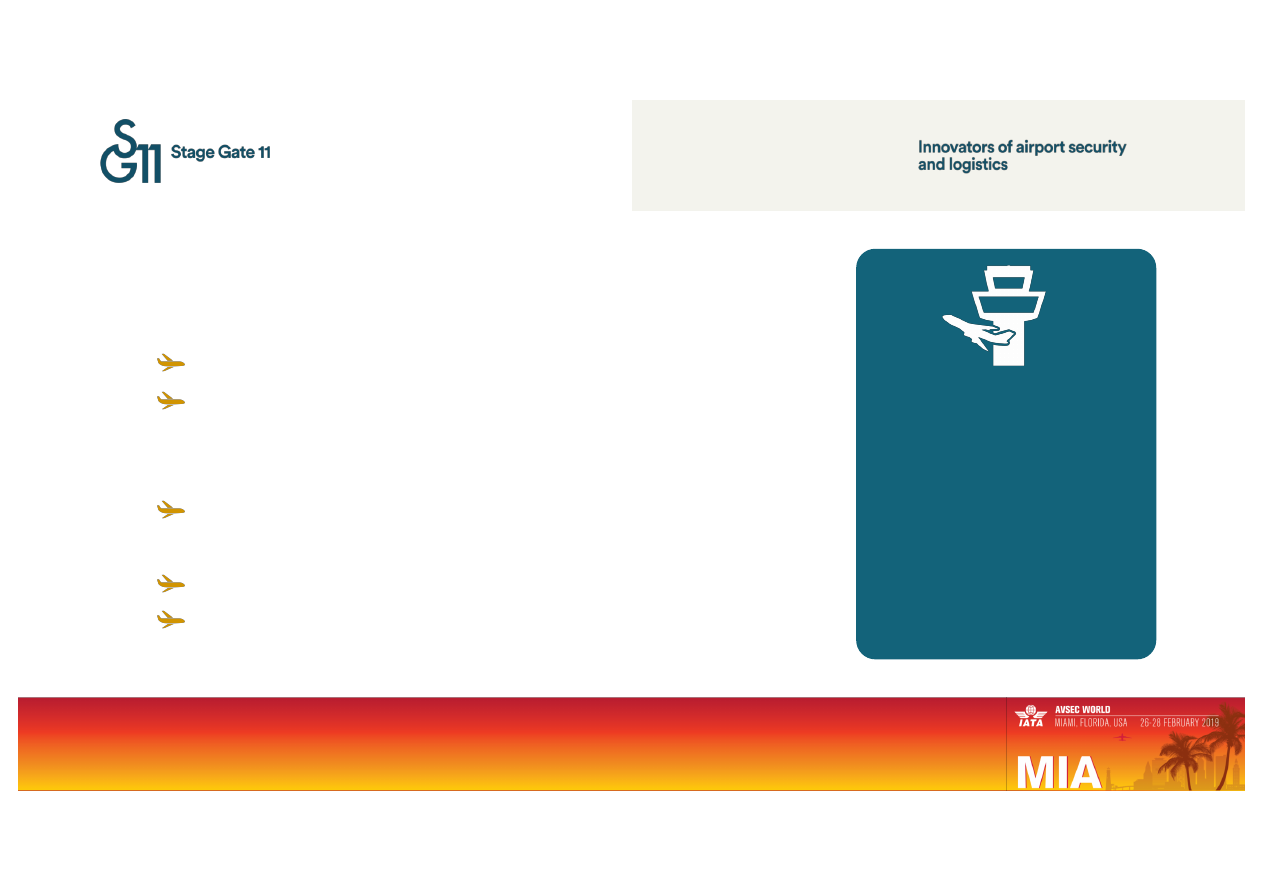 SG11
Stage Gate 11
Innovators of airport security
and logistics
IATA
AVSEC WORLD
MIAMI, FLORIDA, USA 26-28 FEBRUARY 2019
MIA